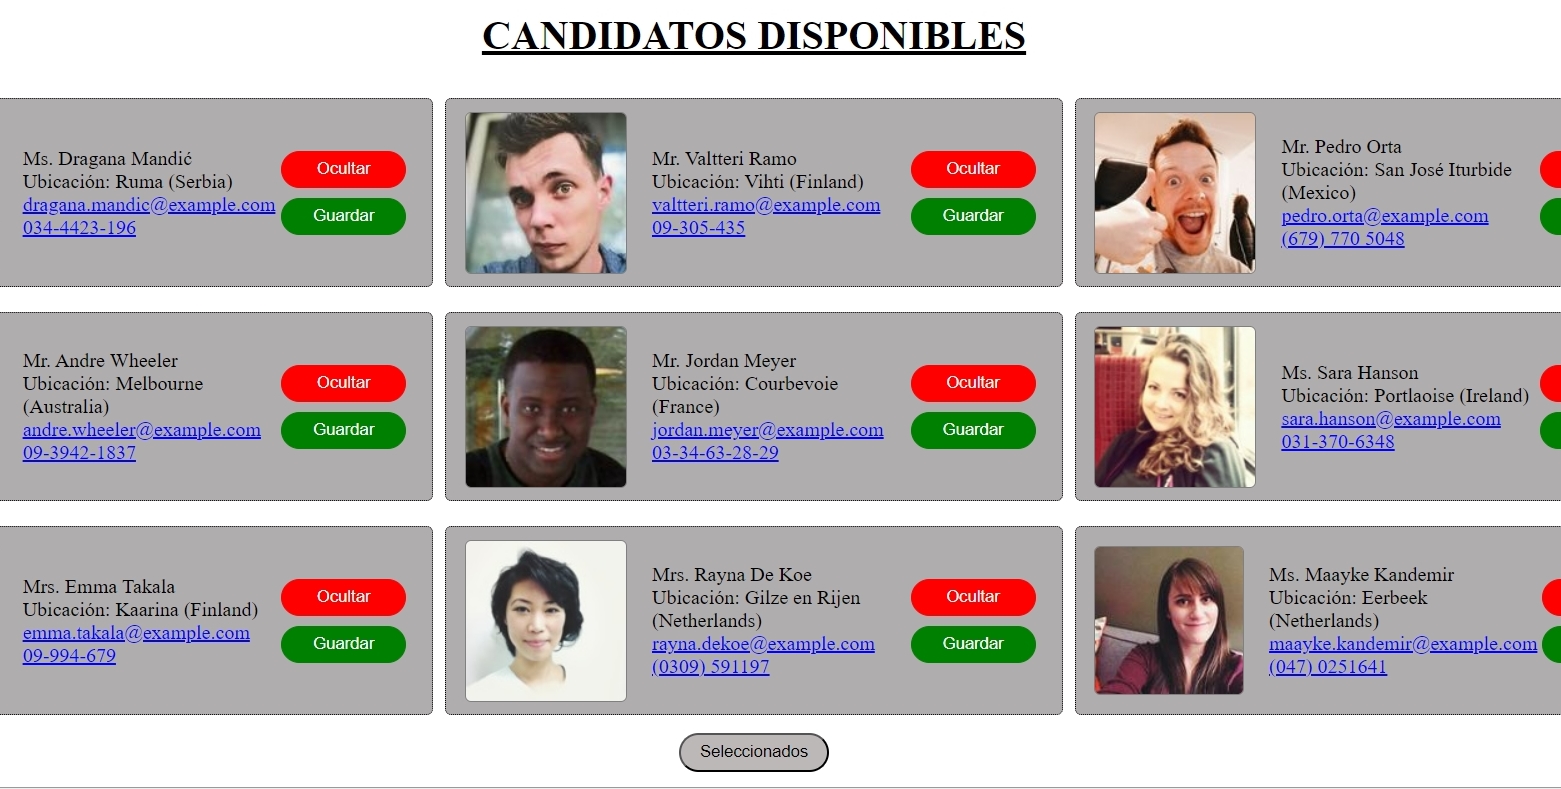 CANDIDATOS DISPONIBLES
Ms. Dragana Mandić
Ubicación: Ruma (Serbia)
dragana.mandic@example.com
034-4423-196
Ocultar
Guardar
Mr. Valtteri Ramo
Ubicación: Vihti (Finland)
valtteri.ramo@example.com
09-305-435
Ocultar
Guardar
Mr. Pedro Orta
Ubicación: San José Iturbide
(Mexico)
pedro.orta@example.com
(679) 770 5048
Mr. Andre Wheeler
Ubicación: Melbourne
(Australia)
andre.wheeler@example.com
09-3942-1837
Ocultar
Guardar
Mr. Jordan Meyer
Ubicación: Courbevoie
(France)
jordan.meyer@example.com
03-34-63-28-29
Ocultar
Guardar
Ms. Sara Hanson
Ubicación: Portlaoise (Ireland)
sara.hanson@example.com
031-370-6348
Mrs. Emma Takala
Ubicación: Kaarina (Finland)
emma.takala@example.com
09-994-679
Ocultar
Guardar
Mrs. Rayna De Koe
Ubicación: Gilze en Rijen
(Netherlands)
rayna.dekoe@example.com
(0309) 591197
Ocultar
Guardar
Ms. Maayke Kandemir
Ubicación: Eerbeek
(Netherlands)
maayke.kandemir@example.com
(047) 0251641
Seleccionados